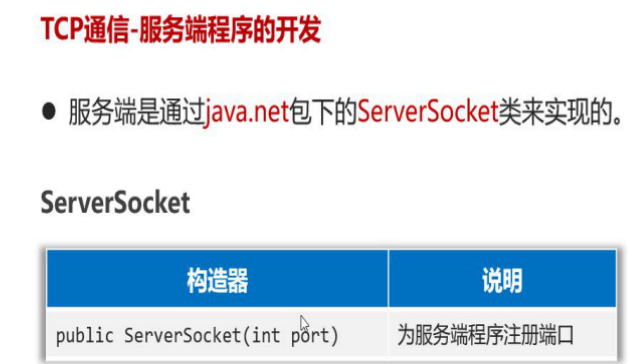 TCP通信-服务端程序的开发
● 服务端是通过java.net包下的ServerSocket类来实现的。
ServerSocket
构造器 说明
public ServerSocket(int port) 为服务端程序注册端口